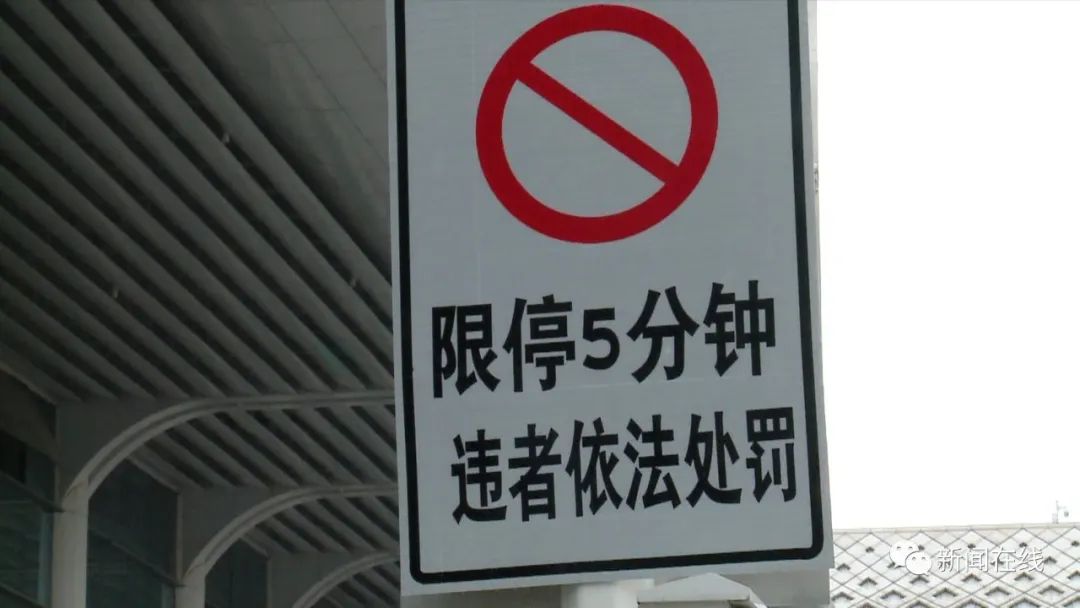 限停5分钟
违者依法处罚
新闻在线